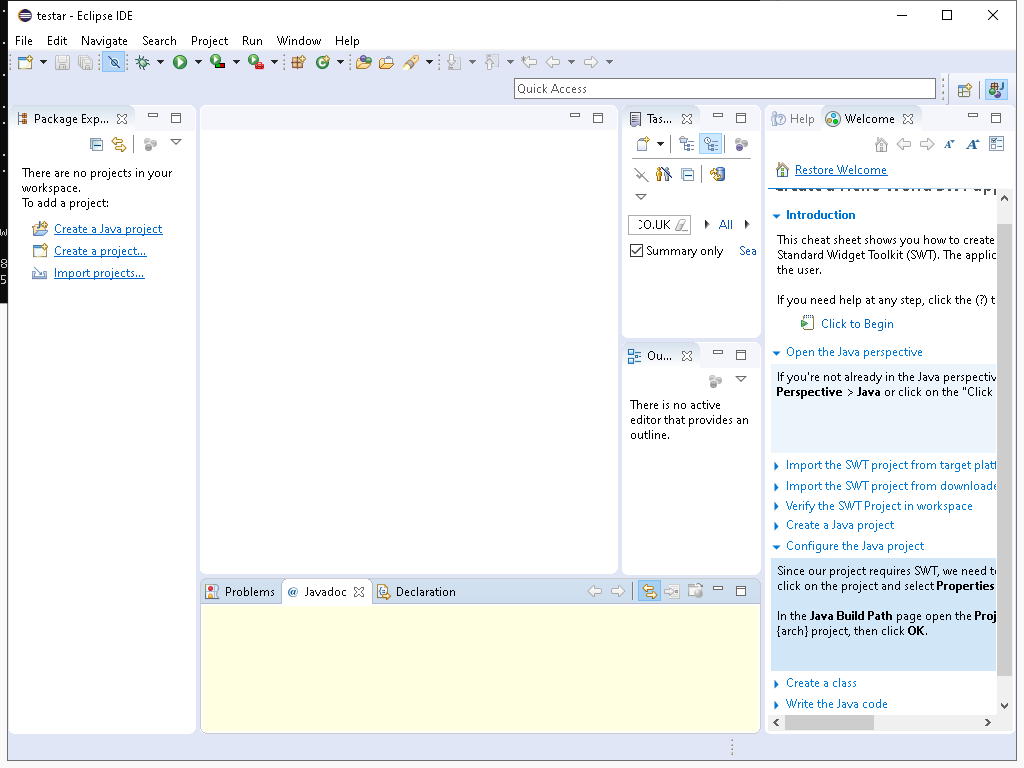 testar - Eclipse IDE
File Edit Navigate Search Project Run Window Help
Quick Access
Package Exp...
There are no projects in your
workspace.
To add a project:
Create a Java project
Create a project...
Import projects...
Tas...
CO.UK All
Summary only Sea
Ou...
There is no active
editor that provides an
outline.
Help Welcome
Restore Welcome
Introduction
This cheat sheet shows you how to create
Standard Widget Toolkit (SWT). The applic
the user.
If you need help at any step, click the (?) t
Click to Begin
Open the Java perspective
If you're not already in the Java perspectiv
Perspective > Java or click on the "Click
Import the SWT project from target platf
Import the SWT project from downloade
Verify the SWT Project in workspace
Create a Java project
Configure the Java project
Since our project requires SWT, we need to
click on the project and select Properties
In the Java Build Path page open the Proj
{arch} project, then click OK.
Create a class
Write the Java code
Problems @ Javadoc Declaration